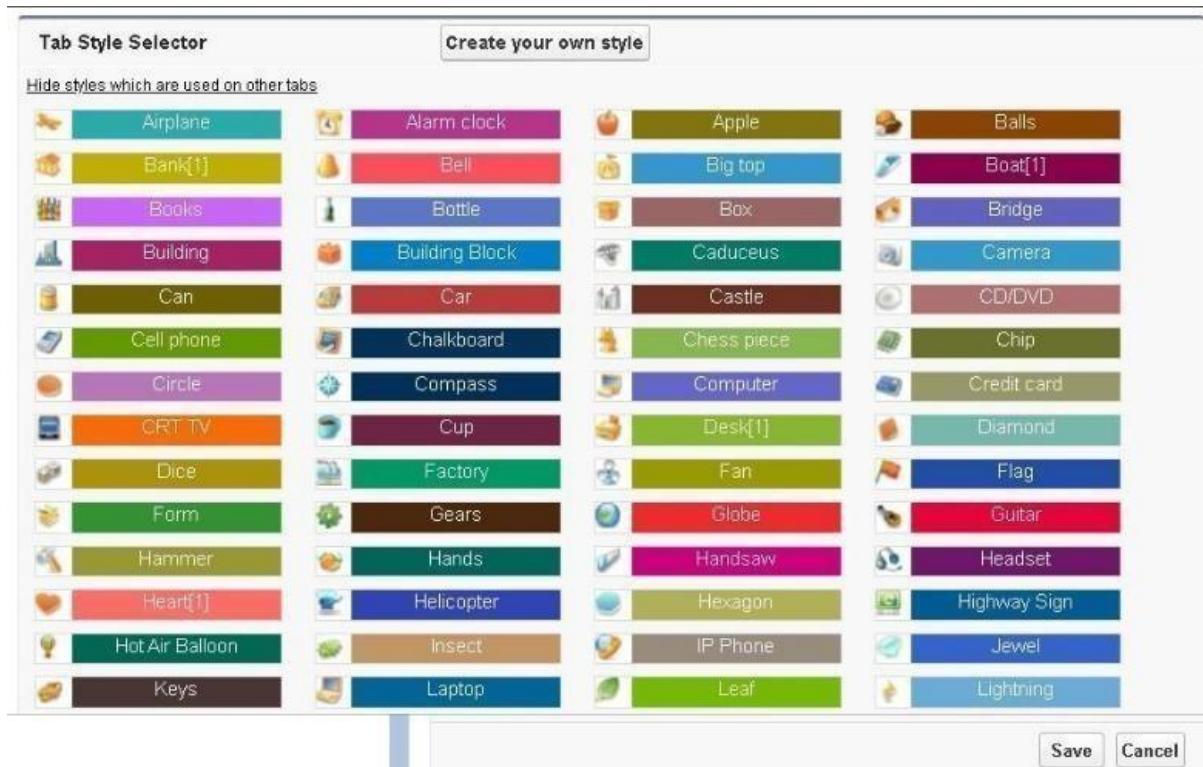 Tab Style Selector Create your own style
Hide styles which are used on other tabs
Airplane Alarm clock Apple Balls
Bank[1] Bell Big top Boat[1]
Books Bottle Box Bridge
Building Building Block Caduceus Camera
Can Car Castle CD/DVD
Cell phone Chalkboard Chess piece Chip
Circle Compass Computer Credit card
CRT TV Cup Desk[1] Diamond
Dice Factory Fan Flag
Form Gears Globe Guitar
Hammer Hands Handsaw Headset
Heart[1] Helicopter Hexagon Highway Sign
Hot Air Balloon Insect IP Phone Jewel
Keys Laptop Leaf Lightning
Save Cancel